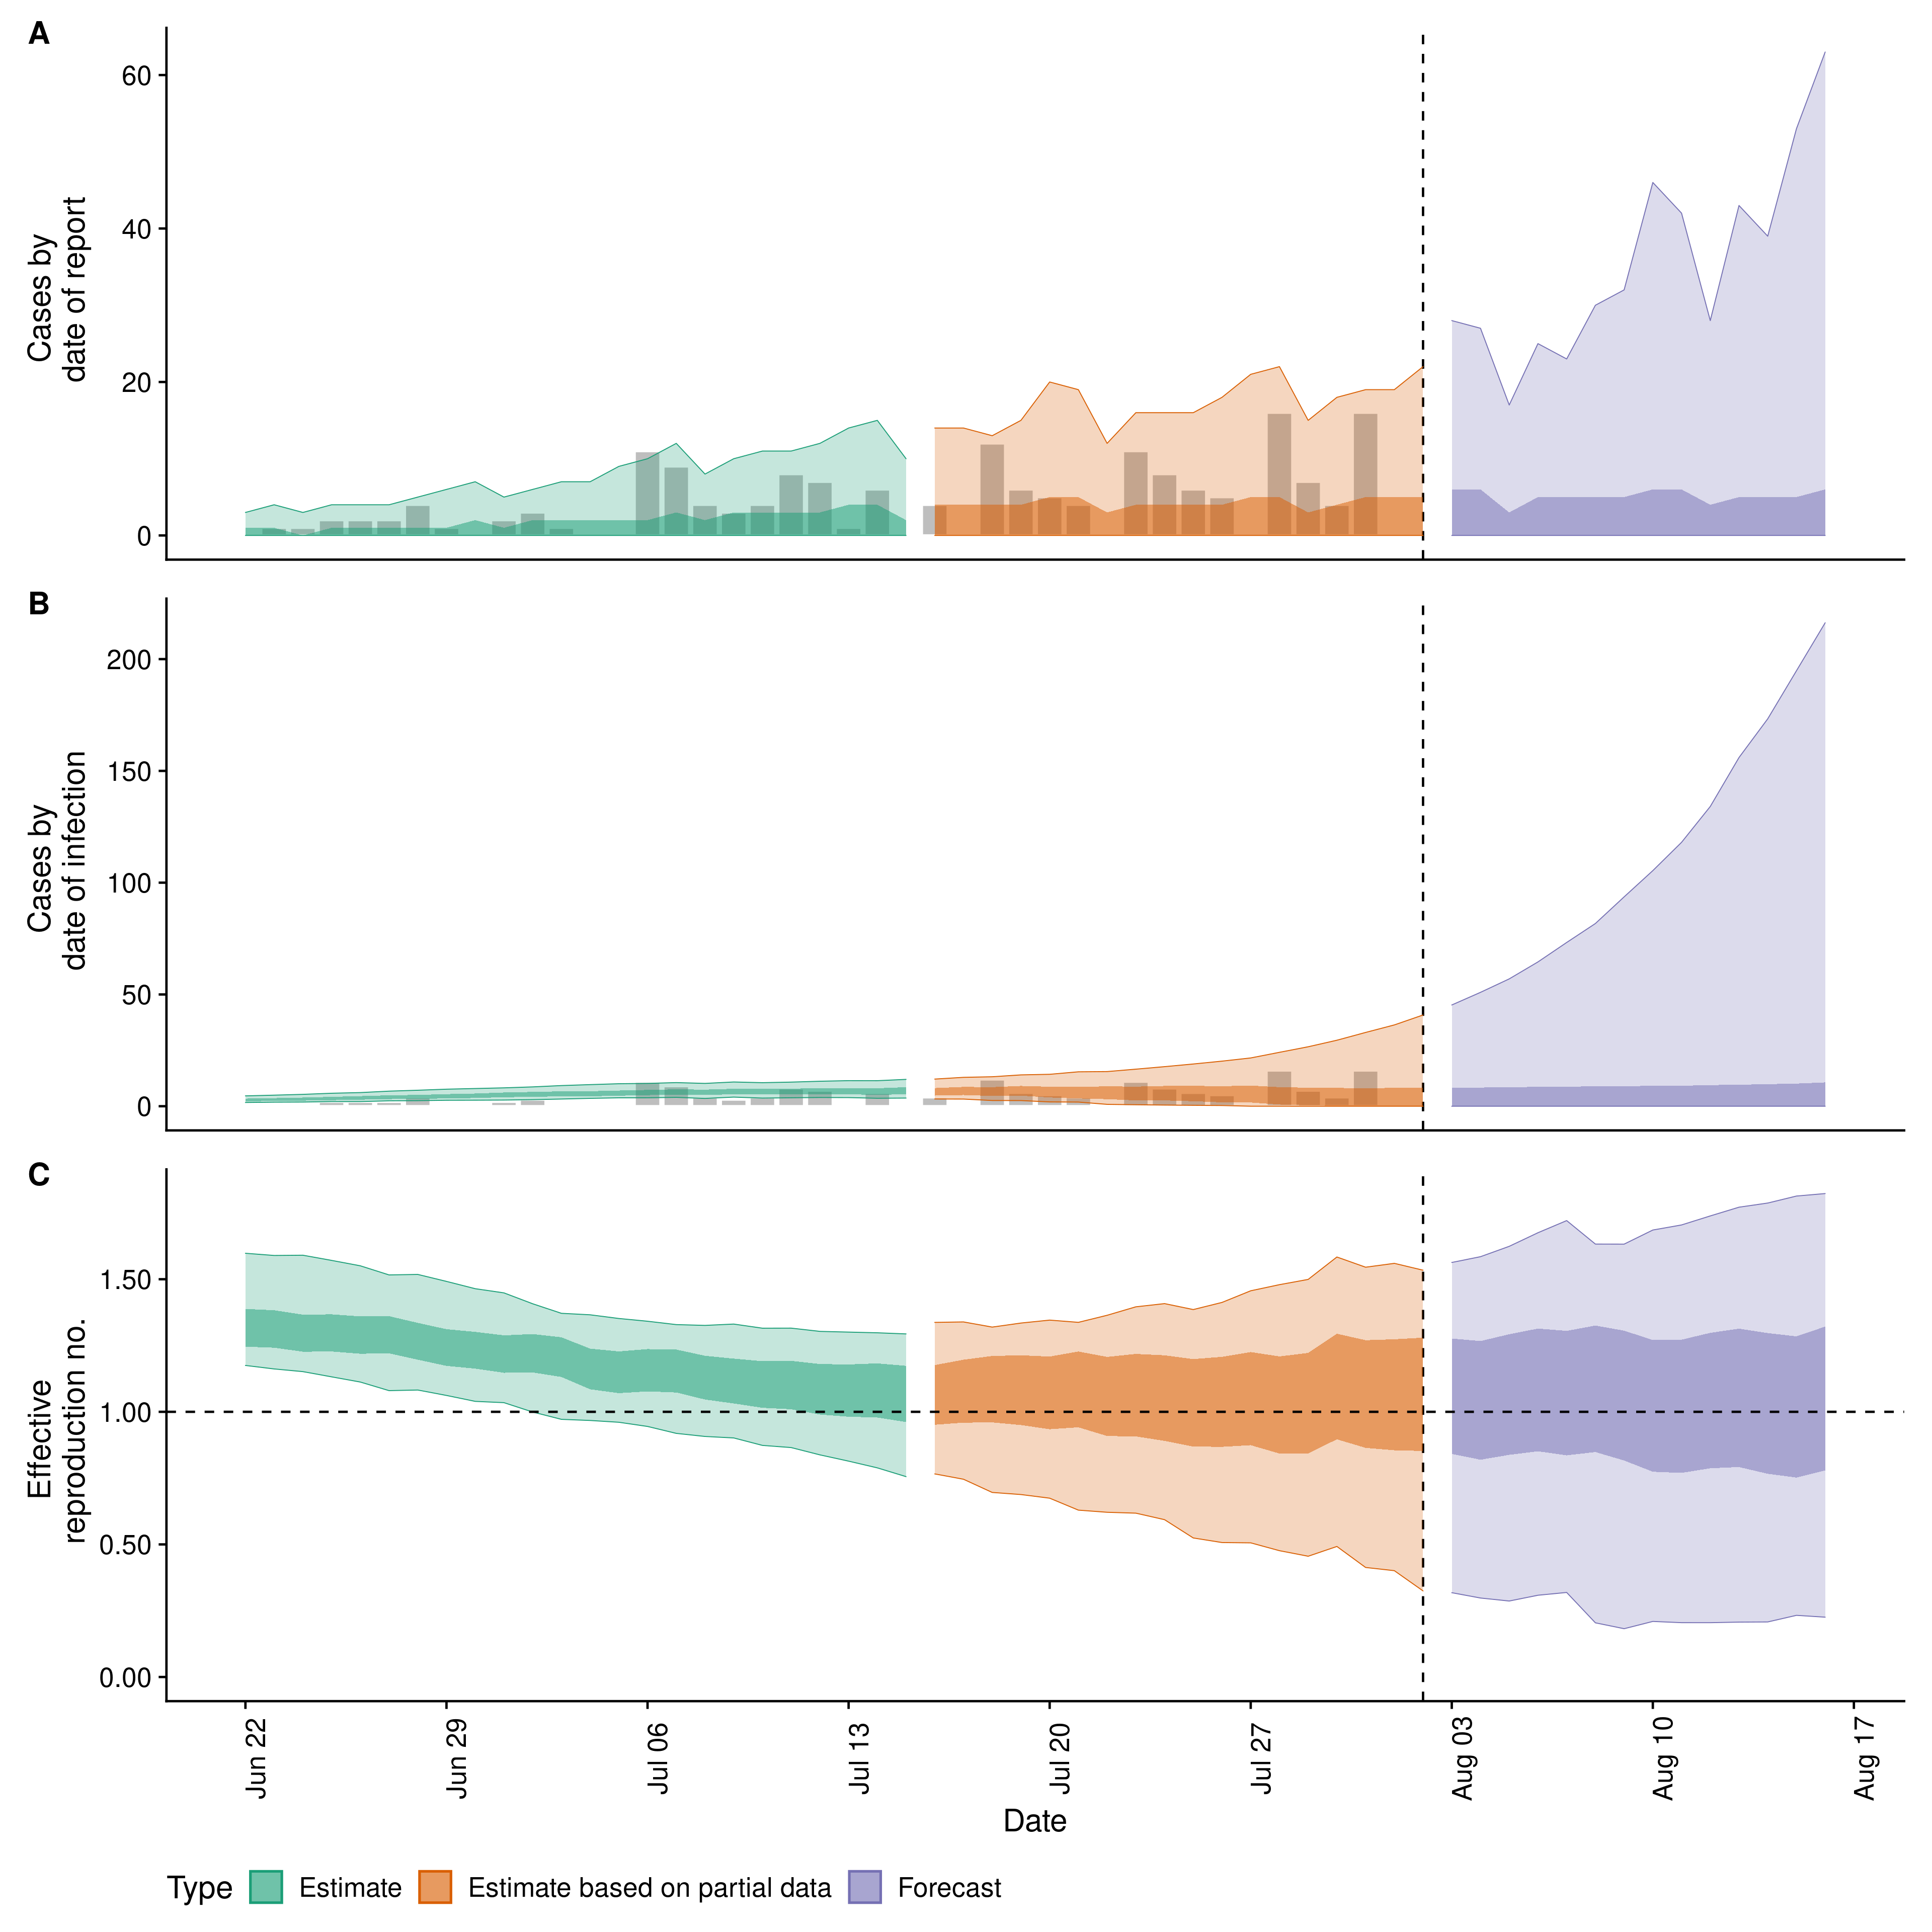 A
60
40
20
0
Cases by
date of report
B
200
150
100
50
0
Cases by
date of infection
C
1.50
1.00
0.50
0.00
Effective
reproduction no.
Jun 22
Jun 29
Jul 06
Jul 13
Jul 20
Jul 27
Aug 03
Aug 10
Aug 17
Date
Type Estimate Estimate based on partial data Forecast